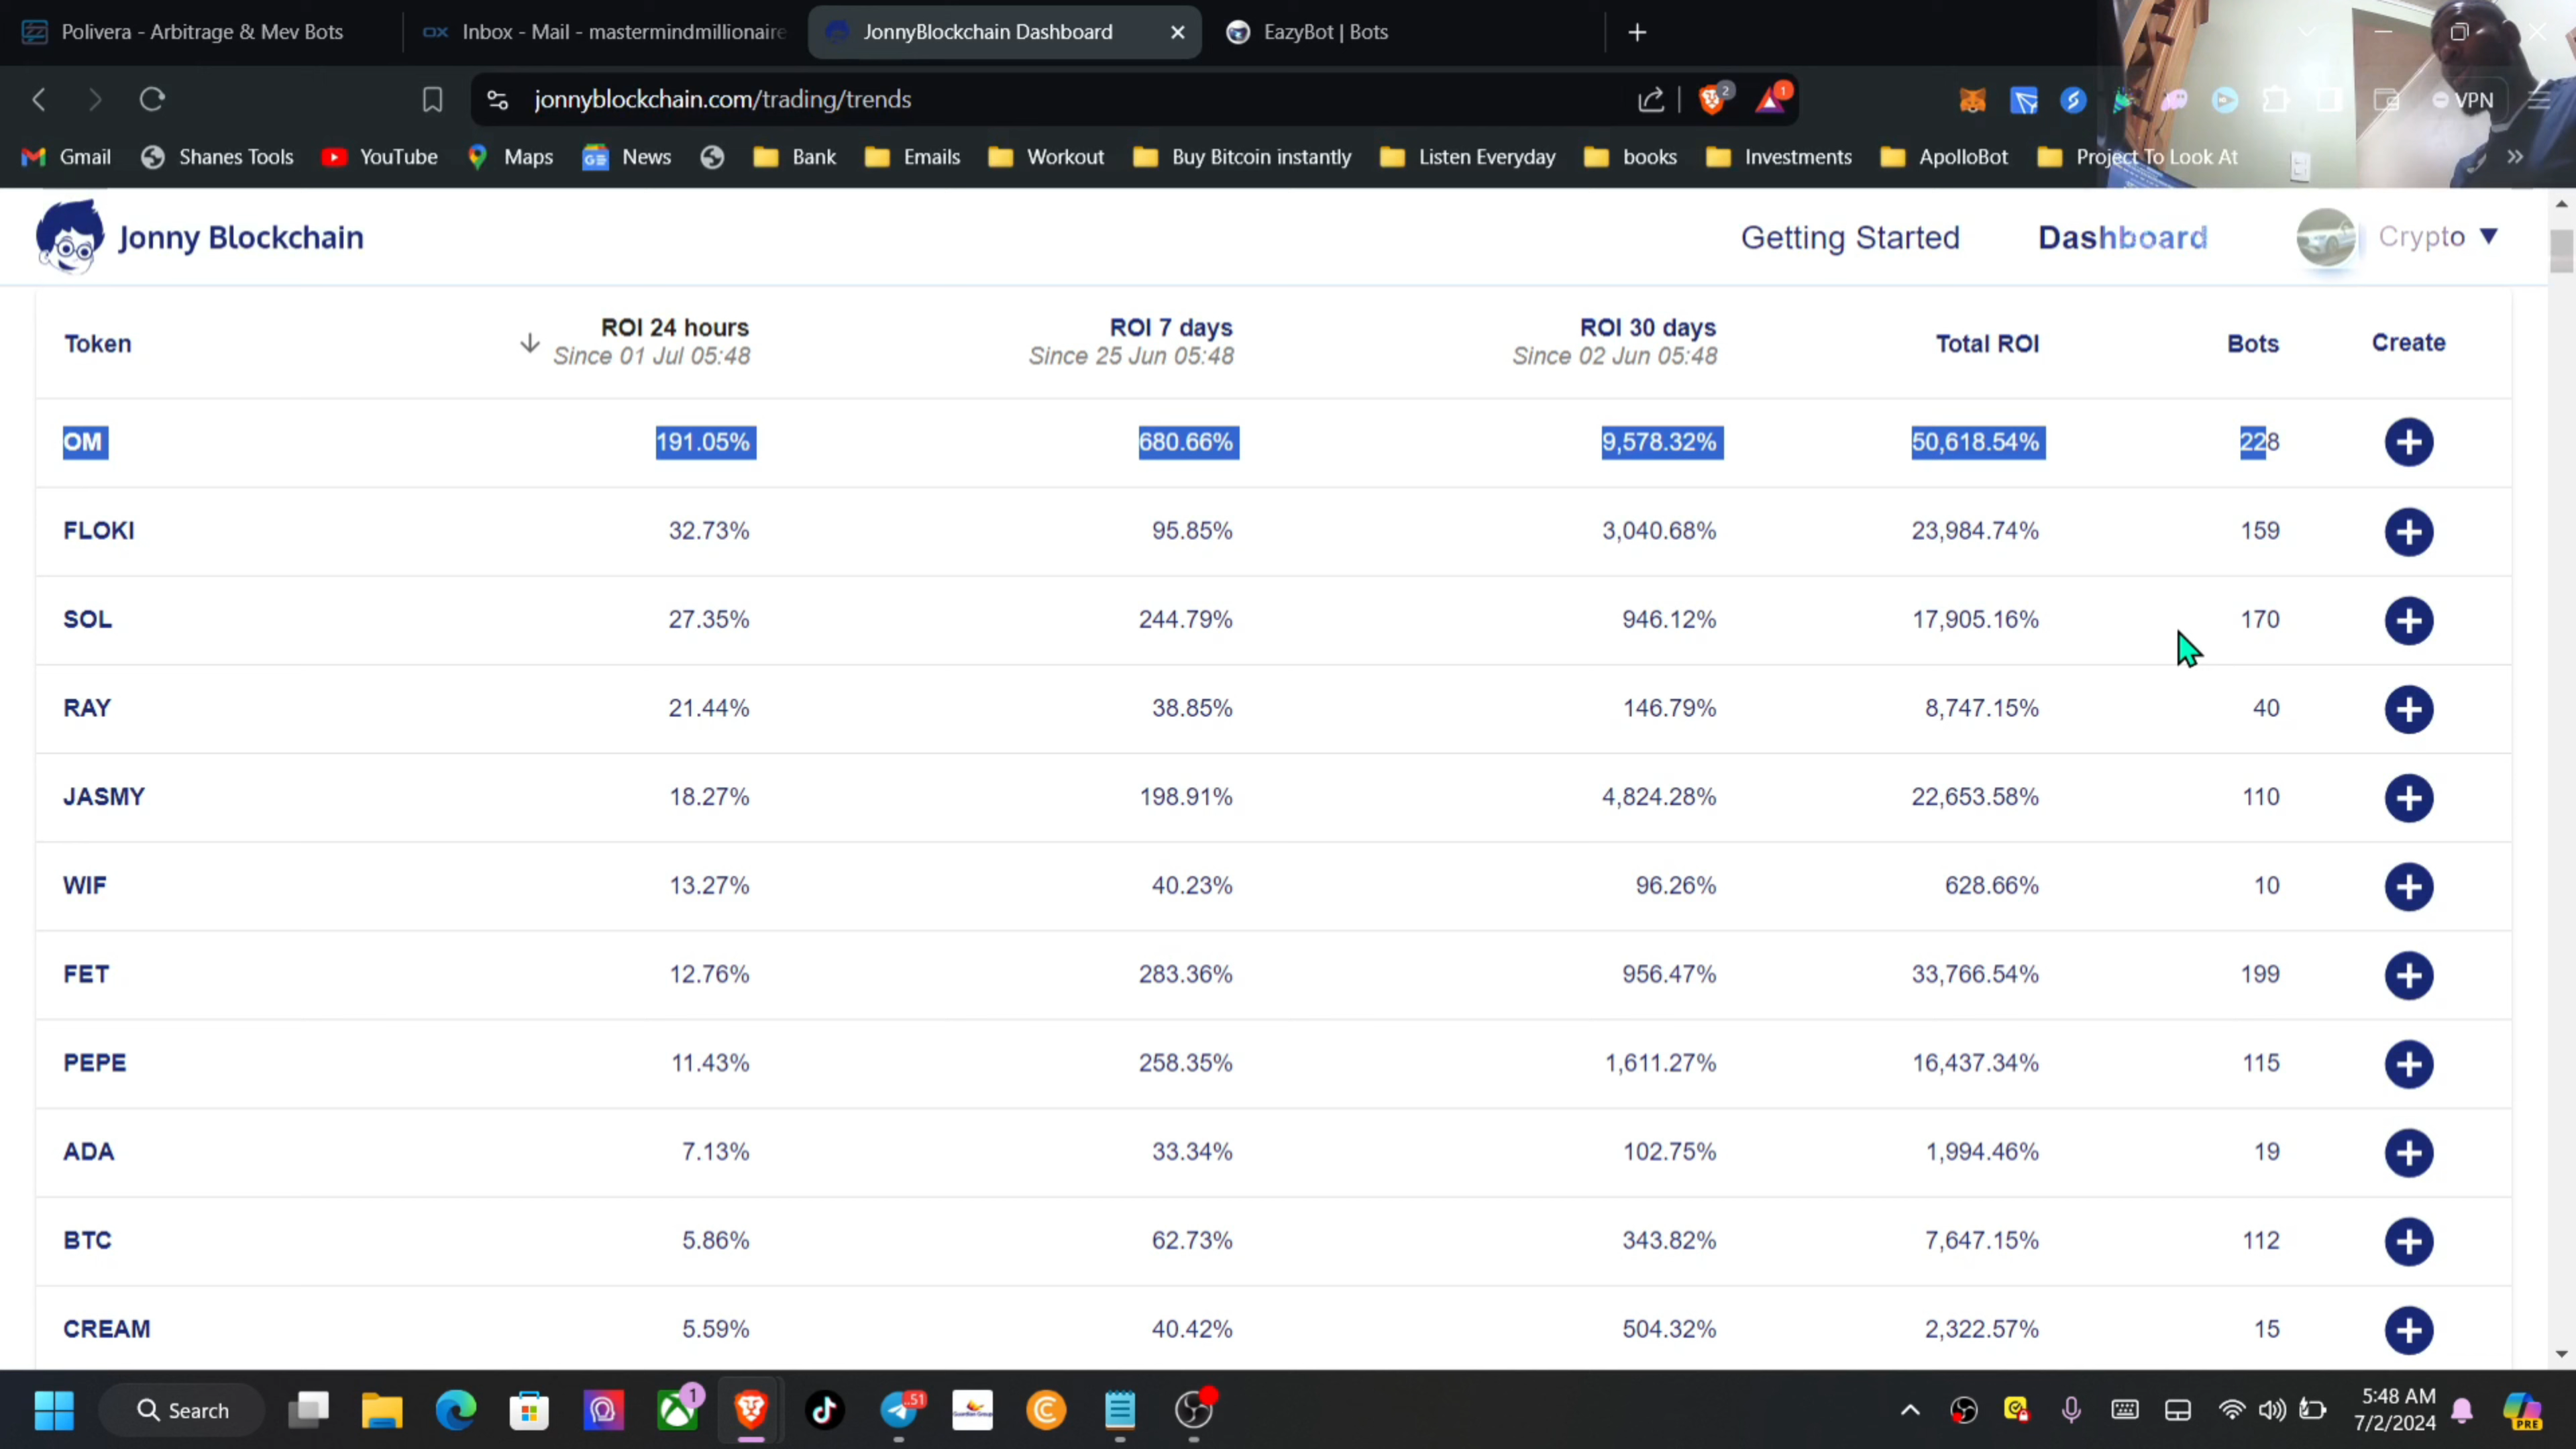 Polivera - Arbitrage & Mev Bots
Inbox - Mail - mastermindmillionaire
JonnyBlockchain Dashboard
EazyBot | Bots
jonnyblockchain.com/trading/trends
2
1
VPN
Gmail
Shanes Tools
YouTube
Maps
News
Bank
Emails
Workout
Buy Bitcoin instantly
Listen Everyday
books
Investments
ApolloBot
Project To Look At
Jonny Blockchain
Getting Started
Dashboard
Crypto
Token ROI 24 hours ROI 7 days ROI 30 days Total ROI Bots Create
Since 01 Jul 05:48 Since 25 Jun 05:48 Since 02 Jun 05:48
OM 191.05% 680.66% 9,578.32% 50,618.54% 228
FLOKI 32.73% 95.85% 3,040.68% 23,984.74% 159
SOL 27.35% 244.79% 946.12% 17,905.16% 170
RAY 21.44% 38.85% 146.79% 8,747.15% 40
JASMY 18.27% 198.91% 4,824.28% 22,653.58% 110
WIF 13.27% 40.23% 96.26% 628.66% 10
FET 12.76% 283.36% 956.47% 33,766.54% 199
PEPE 11.43% 258.35% 1,611.27% 16,437.34% 115
ADA 7.13% 33.34% 102.75% 1,994.46% 19
BTC 5.86% 62.73% 343.82% 7,647.15% 112
CREAM 5.59% 40.42% 504.32% 2,322.57% 15
Search
1
51
5:48 AM
7/2/2024
PRE